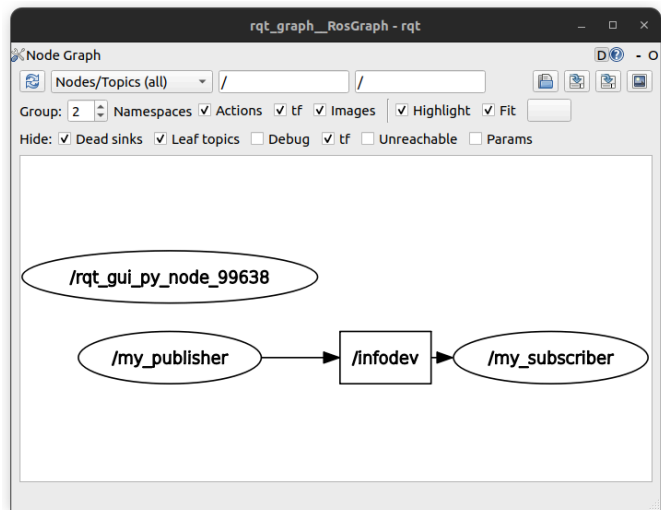 rqt_graph__RosGraph - rqt
Node Graph D ? - O
Nodes/Topics (all) / /
Group: 2 Namespaces Actions tf Images Highlight Fit
Hide: Dead sinks Leaf topics Debug tf Unreachable Params
/rqt_gui_py_node_99638
/my_publisher /infodev /my_subscriber